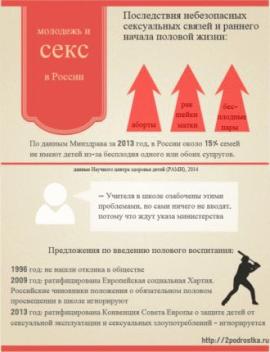 молодежь и
секс
в России
Последствия небезопасных
сексуальных связей и раннего
начала половой жизни:
аборты
рак
шейки
матки
бес-
плодные
пары
По данным Минздрава за 2013 год, в России около 15% семей
не имеют детей из-за бесплодия одного или обоих супругов.
данные Научного центра здоровья детей (РАМН), 2014
– Учителя в школе озабочены этими
проблемами, но сами ничего не вводят,
потому что ждут указа министерства
Предложения по введению полового воспитания:
1996 год: не нашли отклика в обществе
2009 год: ратифицирована Европейская социальная Хартия.
Российские чиновники положения о обязательном половом
просвещении в школе игнорируют
2013 год: ратифицирована Конвенция Совета Европы о защите детей от
сексуальной эксплуатации и сексуальных злоупотреблений – игнорируется
http://2podrostka.ru/